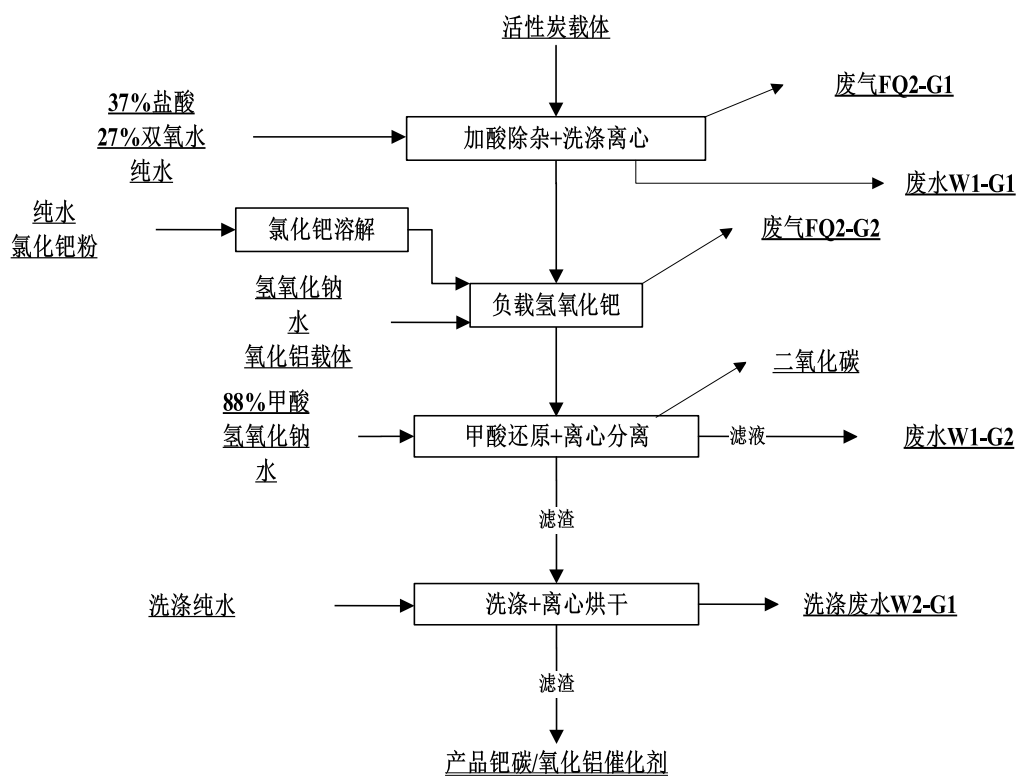 活性炭载体
废气FQ2-G1
37%盐酸
27%双氧水
纯水
加酸除杂+洗涤离心
废水W1-G1
纯水
氯化钯粉
氯化钯溶解
废气FQ2-G2
氢氧化钠
水
氧化铝载体
负载氢氧化钯
二氧化碳
88%甲酸
氢氧化钠
水
甲酸还原+离心分离
滤液
废水W1-G2
滤渣
洗涤纯水
洗涤+离心烘干
洗涤废水W2-G1
滤渣
产品钯碳/氧化铝催化剂